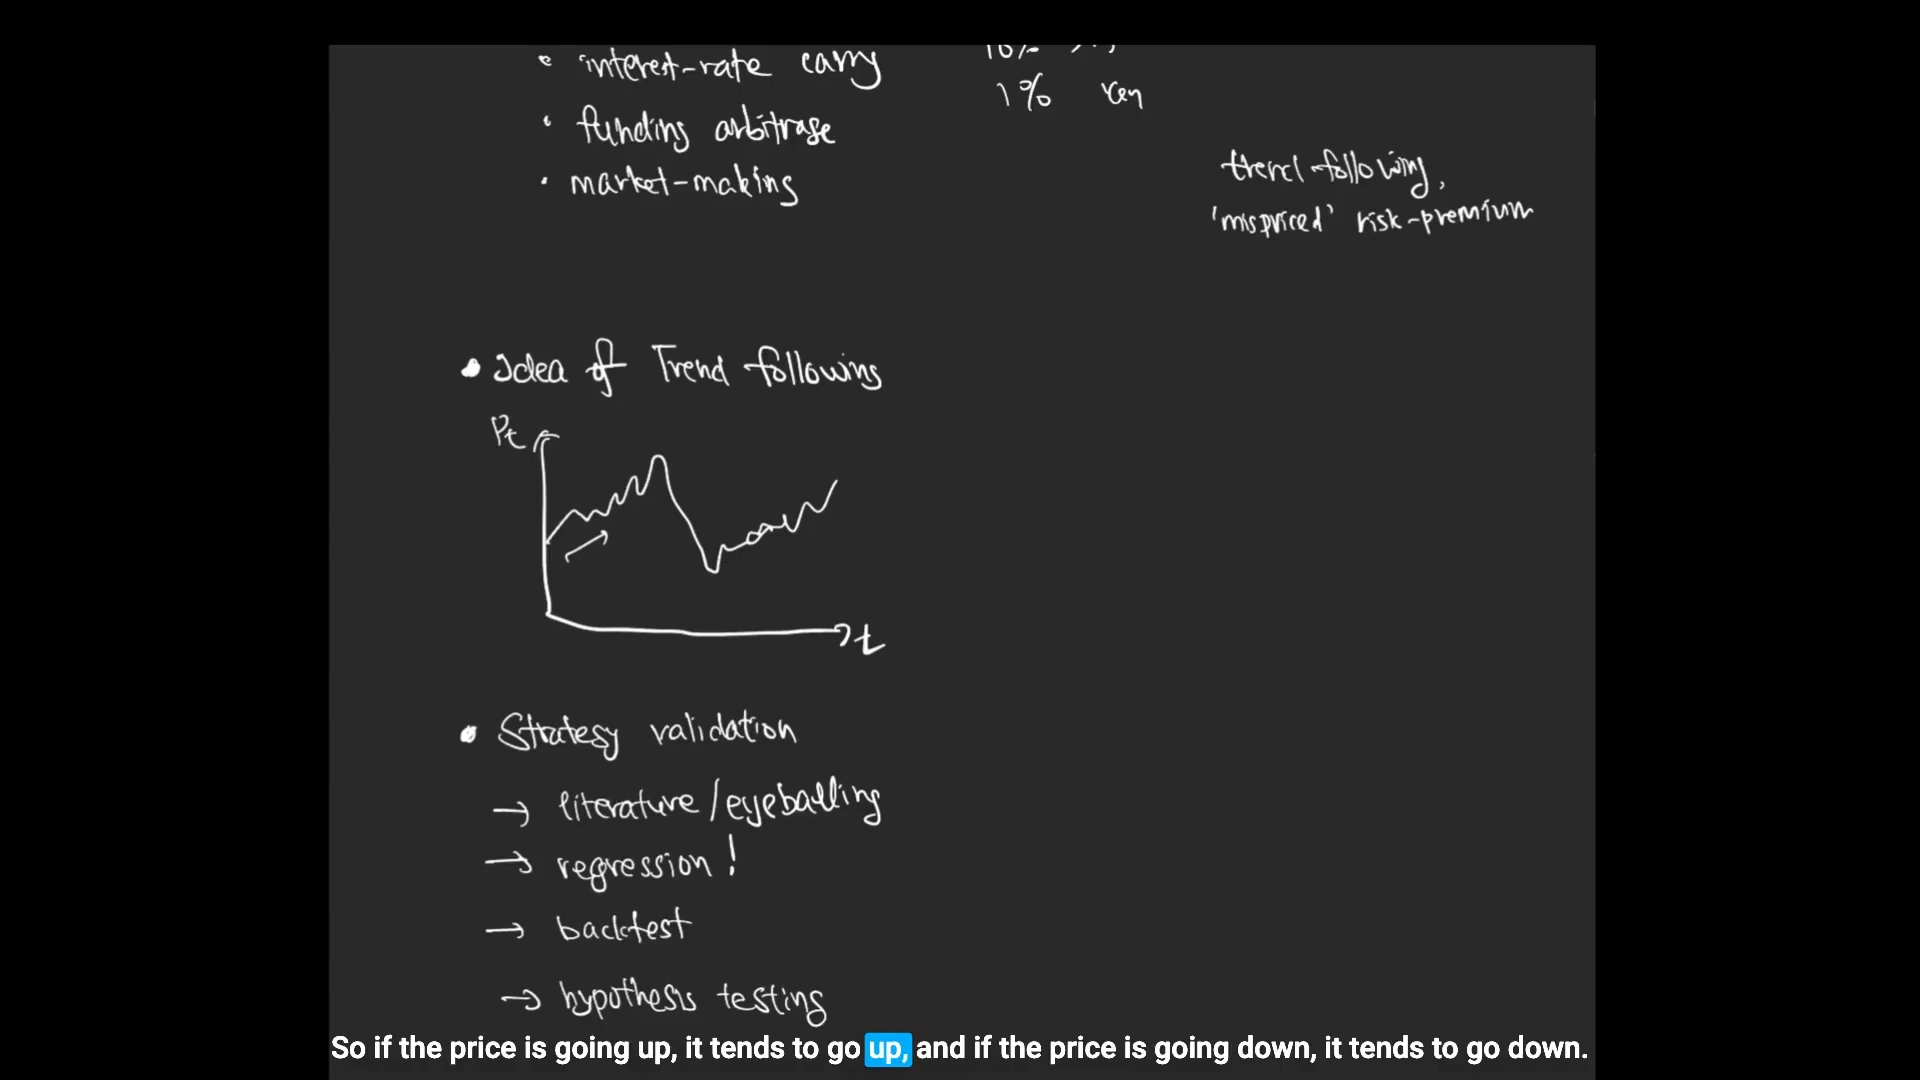 • interest-rate carry
1% Yen
• funding arbitrage
• market-making
trend-following,
'mispriced' risk-premium
• Idea of Trend following
Pt
t
• Strategy validation
→ literature/eyeballing
→ regression!
→ backtest
→ hypothesis testing
So if the price is going up, it tends to go up, and if the price is going down, it tends to go down.